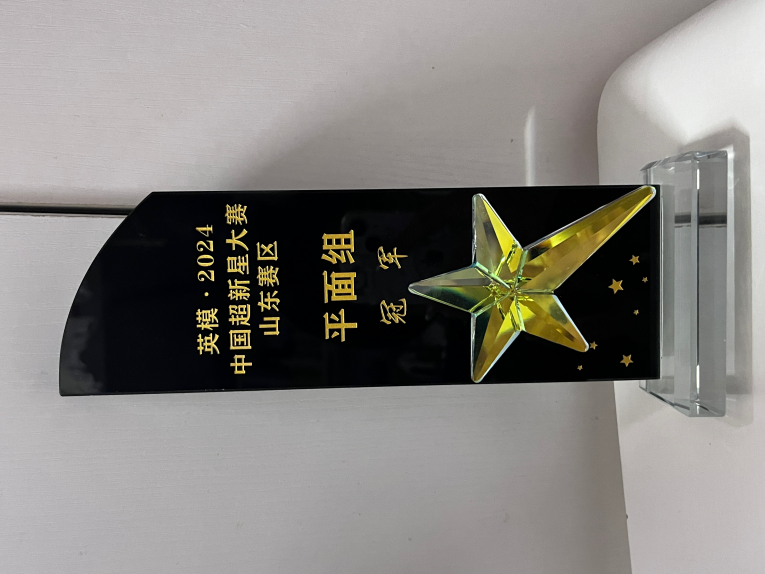 英模·2024
中国超新星大赛
山东赛区
平面组
冠军